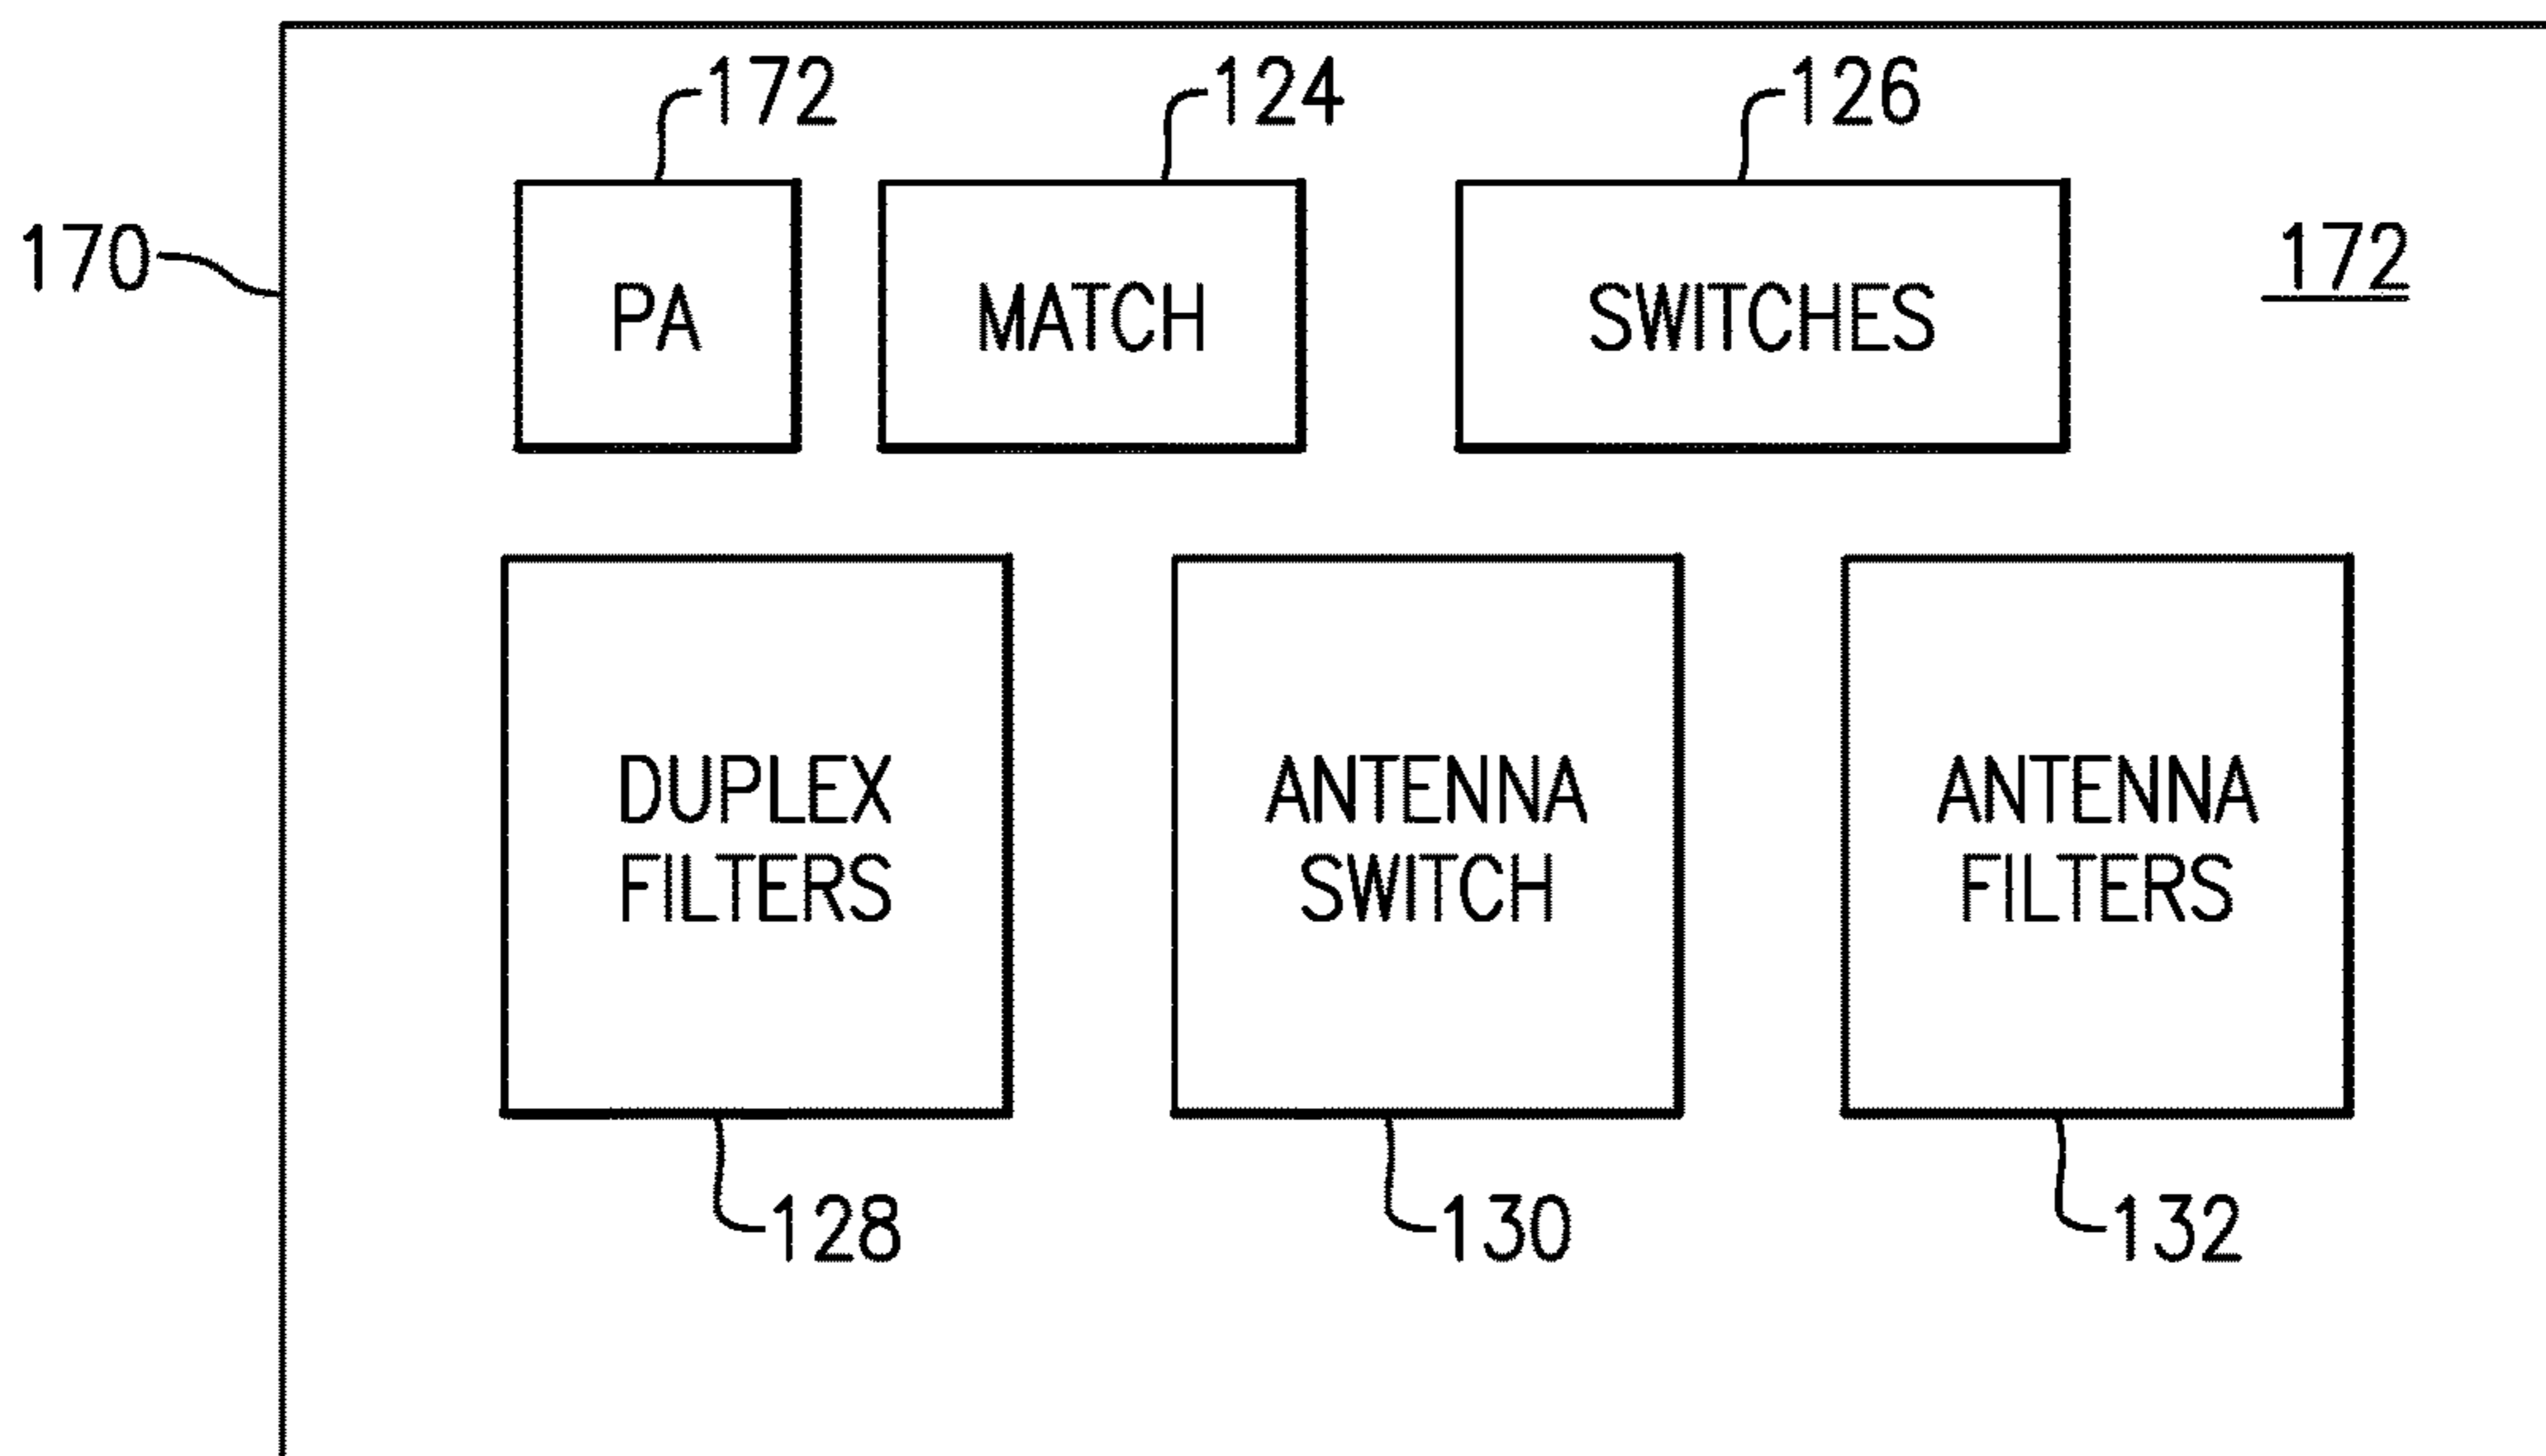 172
124
126
170
172
PA
MATCH
SWITCHES
DUPLEX
FILTERS
ANTENNA
SWITCH
ANTENNA
FILTERS
128
130
132